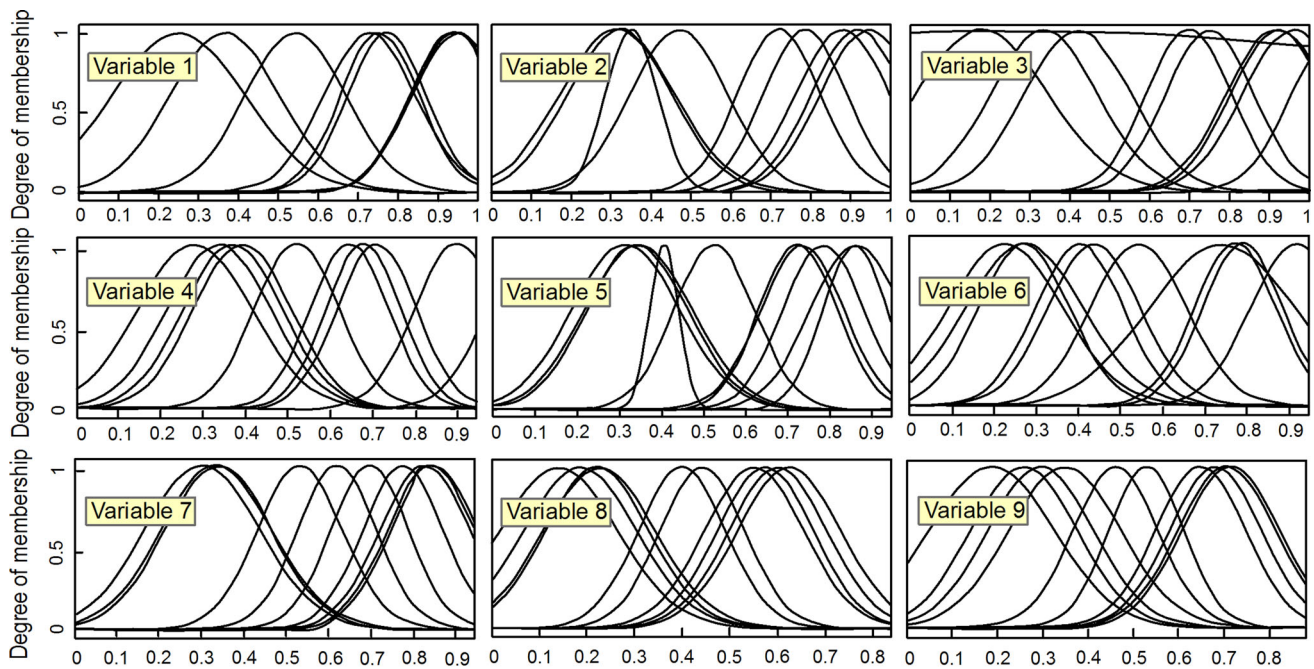 Degree of membership
1
0.5
0
Variable 1
0 0.1 0.2 0.3 0.4 0.5 0.6 0.7 0.8 0.9 1
Variable 2
0 0.1 0.2 0.3 0.4 0.5 0.6 0.7 0.8 0.9 1
Variable 3
0 0.1 0.2 0.3 0.4 0.5 0.6 0.7 0.8 0.9 1
Degree of membership
1
0.5
0
Variable 4
0 0.1 0.2 0.3 0.4 0.5 0.6 0.7 0.8 0.9
Variable 5
0 0.1 0.2 0.3 0.4 0.5 0.6 0.7 0.8 0.9
Variable 6
0 0.1 0.2 0.3 0.4 0.5 0.6 0.7 0.8 0.9
Degree of membership
1
0.5
0
Variable 7
0 0.1 0.2 0.3 0.4 0.5 0.6 0.7 0.8 0.9
Variable 8
0 0.1 0.2 0.3 0.4 0.5 0.6 0.7 0.8
Variable 9
0 0.1 0.2 0.3 0.4 0.5 0.6 0.7 0.8